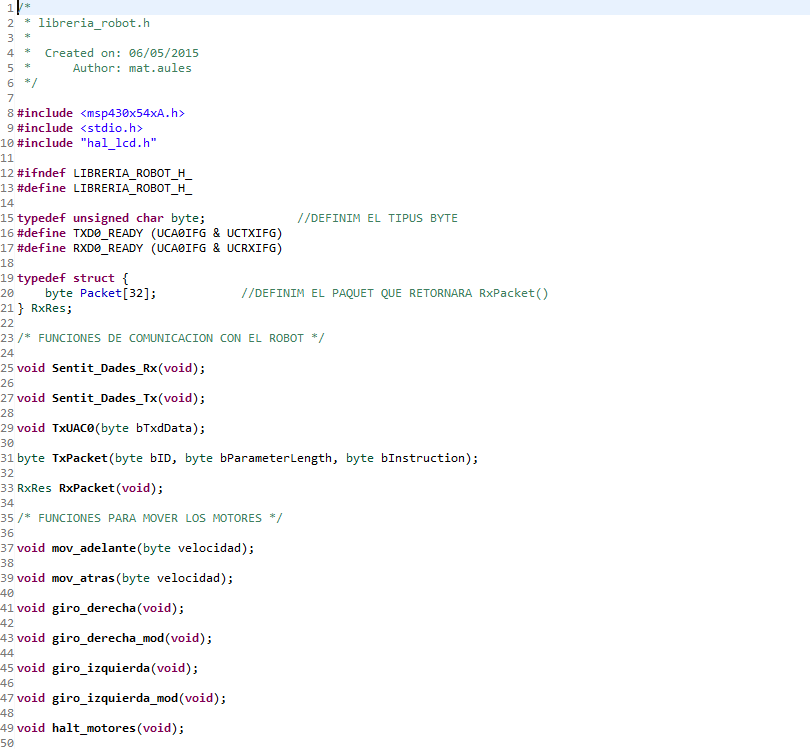 1 /*
2  * libreria_robot.h
3  *
4  *  Created on: 06/05/2015
5  *      Author: mat.aules
6  */
7
8 #include <msp430x54xA.h>
9 #include <stdio.h>
10 #include "hal_lcd.h"
11
12 #ifndef LIBRERIA_ROBOT_H_
13 #define LIBRERIA_ROBOT_H_
14
15 typedef unsigned char byte;             //DEFINIM EL TIPUS BYTE
16 #define TXD0_READY (UCA0IFG & UCTXIFG)
17 #define RXD0_READY (UCA0IFG & UCRXIFG)
18
19 typedef struct {
20     byte Packet[32];            //DEFINIM EL PAQUET QUE RETORNARA RxPacket()
21 } RxRes;
22
23 /* FUNCIONES DE COMUNICACION CON EL ROBOT */
24
25 void Sentit_Dades_Rx(void);
26
27 void Sentit_Dades_Tx(void);
28
29 void TxUAC0(byte bTxdData);
30
31 byte TxPacket(byte bID, byte bParameterLength, byte bInstruction);
32
33 RxRes RxPacket(void);
34
35 /* FUNCIONES PARA MOVER LOS MOTORES */
36
37 void mov_adelante(byte velocidad);
38
39 void mov_atras(byte velocidad);
40
41 void giro_derecha(void);
42
43 void giro_derecha_mod(void);
44
45 void giro_izquierda(void);
46
47 void giro_izquierda_mod(void);
48
49 void halt_motores(void);
50